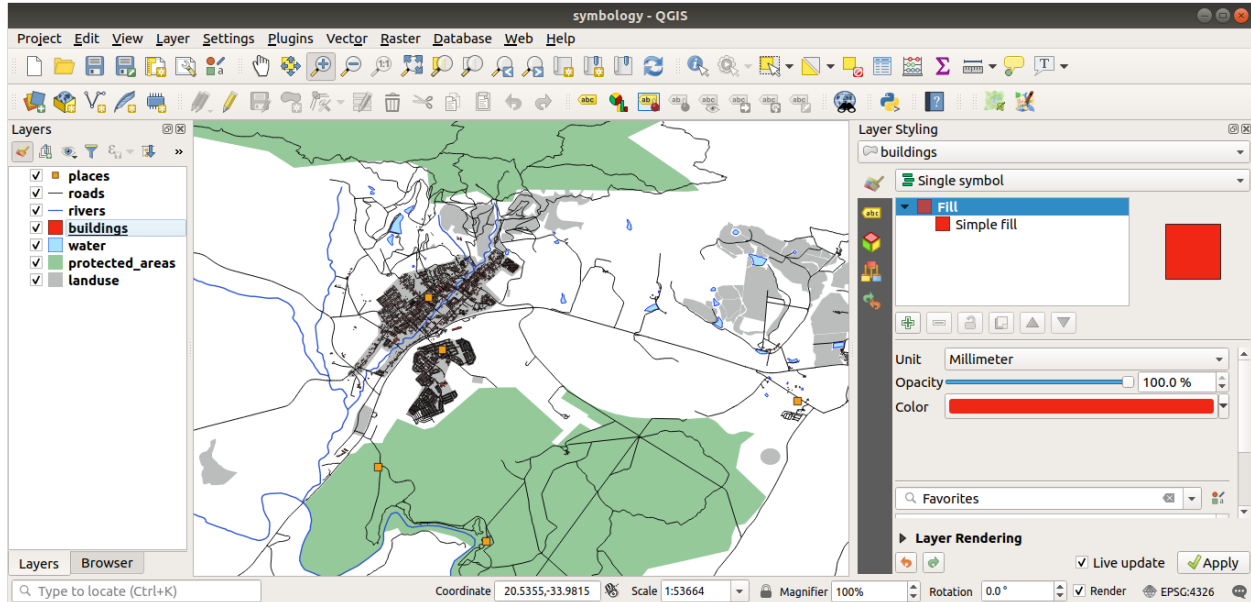 symbology - QGIS
Project Edit View Layer Settings Plugins Vector Raster Database Web Help
Layers
places
roads
rivers
buildings
water
protected_areas
landuse
Layers Browser
Layer Styling
buildings
Single symbol
Fill
Simple fill
Unit Millimeter
Opacity 100.0 %
Color
Favorites
Layer Rendering
Live update Apply
Type to locate (Ctrl+K) Coordinate 20.5355,-33.9815 Scale 1:53664 Magnifier 100% Rotation 0.0° Render EPSG:4326